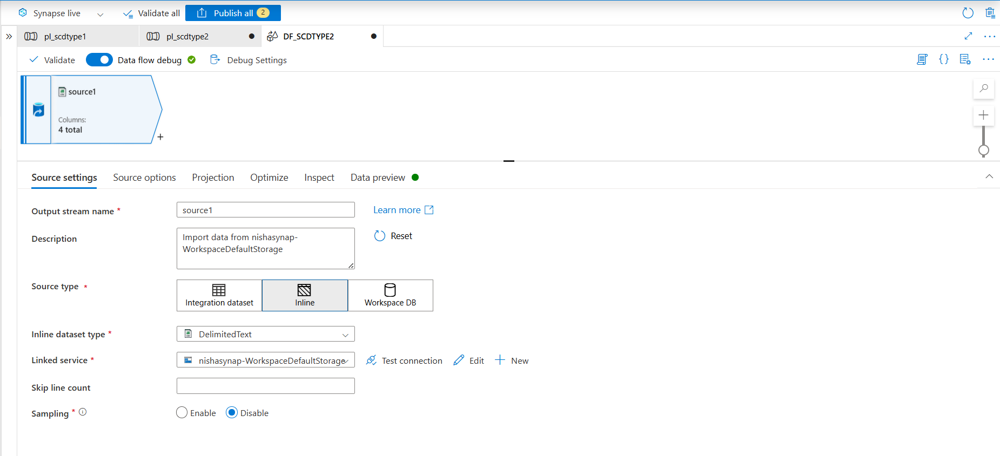 Synapse live
Validate all
Publish all 2
pl_scdtype1
pl_scdtype2
DF_SCDTYPE2
Validate
Data flow debug
Debug Settings
source1
Columns:
4 total
Source settings
Source options
Projection
Optimize
Inspect
Data preview
Output stream name *
source1
Learn more
Description
Import data from nishasynap-
WorkspaceDefaultStorage
Reset
Source type *
Integration dataset
Inline
Workspace DB
Inline dataset type *
DelimitedText
Linked service *
nishasynap-WorkspaceDefaultStorage
Test connection
Edit
New
Skip line count
Sampling *
Enable
Disable